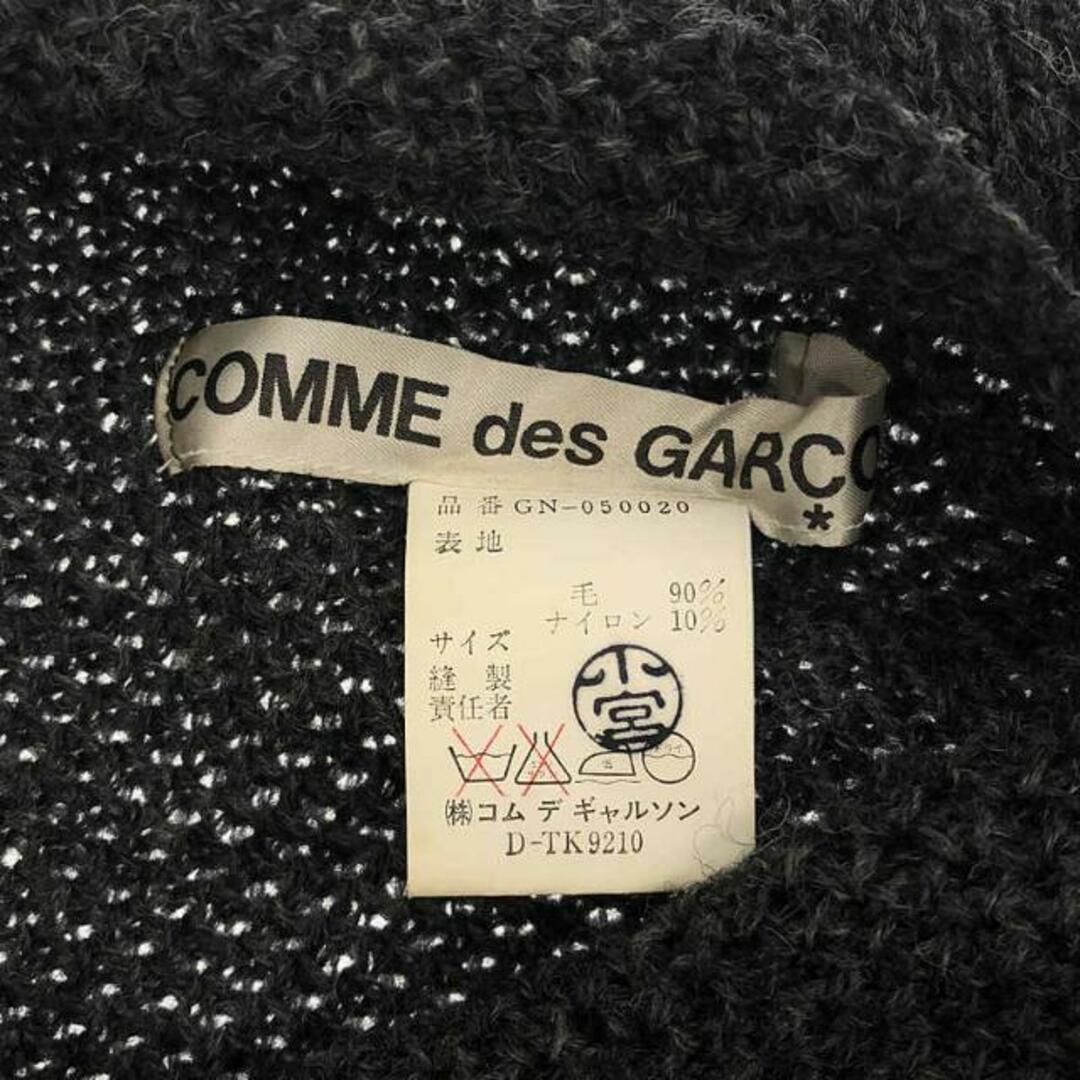 COMME des GARCO
*
品番 GN-050020
表地
毛 90%
ナイロン 10%
サイズ
縫製
責任者
小宮
(株)コム デ ギャルソン
D-TK9210